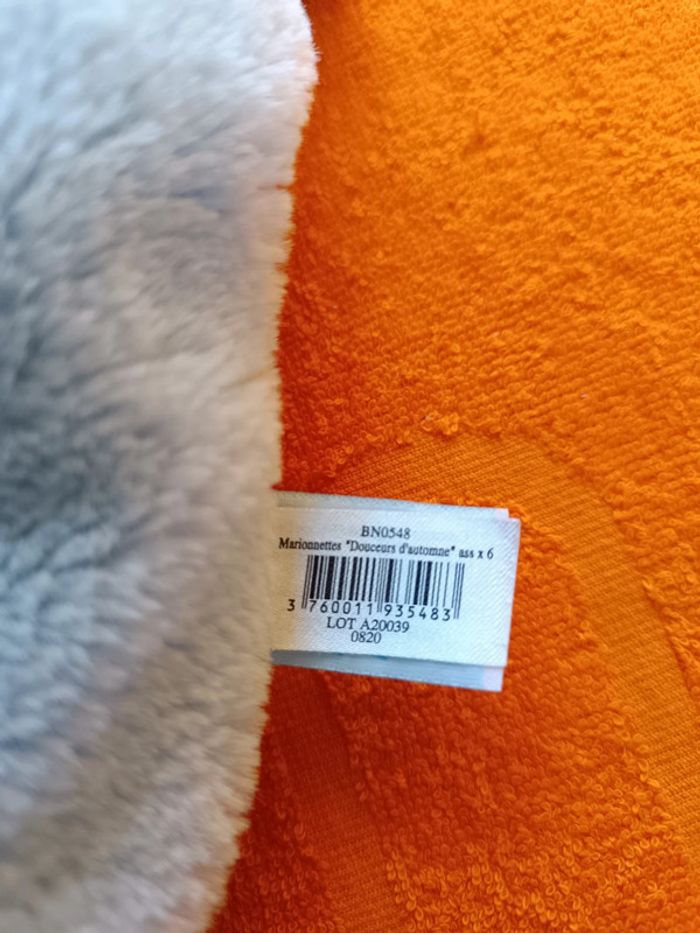 BN0548
Marionnettes "Douceurs d'automne" ass x 6
3 760011 935483
LOT A20039
0820